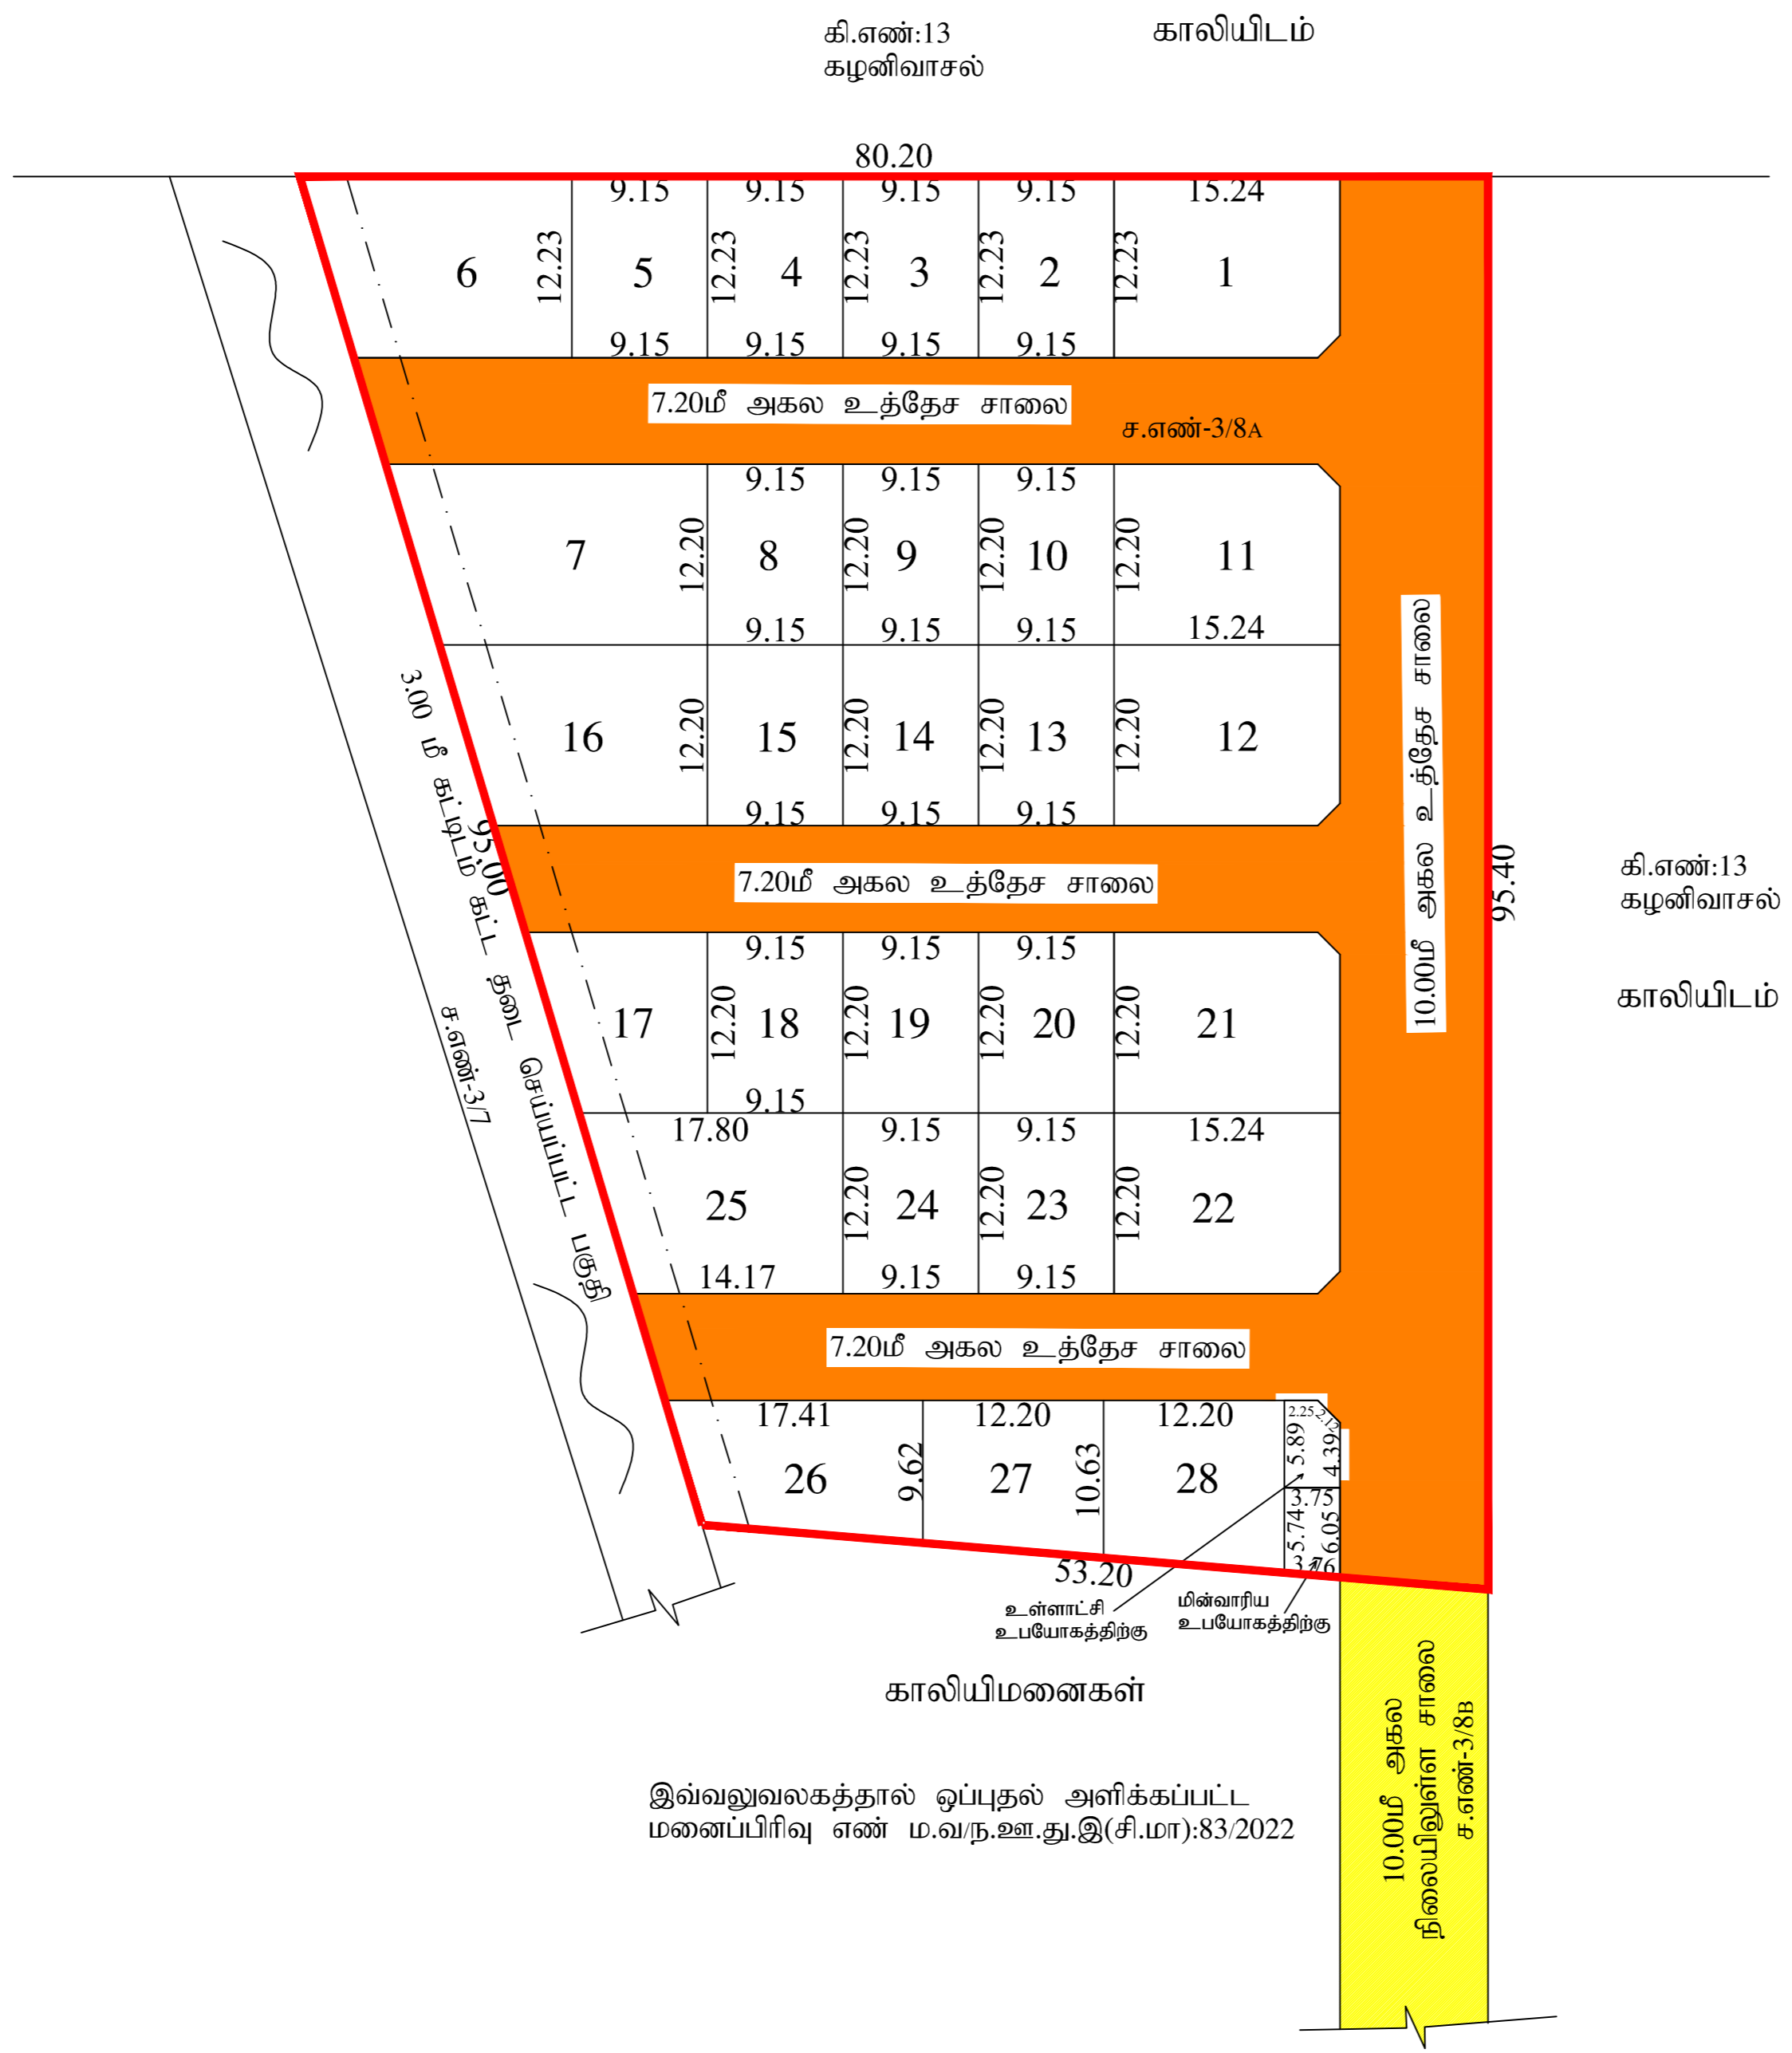 கி.எண்:13
கழனிவாசல்
காலியிடம்
80.20
9.15 9.15 9.15 9.15 15.24
6 12.23 5 12.23 4 12.23 3 12.23 2 12.23 1
9.15 9.15 9.15 9.15
7.20மீ அகல உத்தேச சாலை
ச.எண்-3/8A
9.15 9.15 9.15
7 12.20 8 12.20 9 12.20 10 12.20 11
9.15 9.15 9.15 15.24
16 12.20 15 12.20 14 12.20 13 12.20 12
9.15 9.15 9.15
10.00மீ அகல உத்தேச சாலை
3.00 மீ கட்டிடம் கட்ட தடை செய்யப்பட்ட பகுதி
95.00
ச.எண்-3/7
7.20மீ அகல உத்தேச சாலை
95.40
கி.எண்:13
கழனிவாசல்
காலியிடம்
9.15 9.15 9.15
17 12.20 18 12.20 19 12.20 20 12.20 21
9.15
17.80 9.15 9.15 15.24
25 12.20 24 12.20 23 12.20 22
14.17 9.15 9.15
7.20மீ அகல உத்தேச சாலை
17.41 12.20 12.20 2.25 2.12
26 9.62 27 10.63 28 5.89 4.39
3.75
5.74 6.05
3.76
53.20
உள்ளாட்சி
உபயோகத்திற்கு
மின்வாரிய
உபயோகத்திற்கு
காலியிமனைகள்
இவ்வலுவலகத்தால் ஒப்புதல் அளிக்கப்பட்ட
மனைப்பிரிவு எண் ம.வ/ந.ஊ.து.இ(சி.மா):83/2022
10.00மீ அகல
நிலையிலுள்ள சாலை
ச.எண்-3/8B